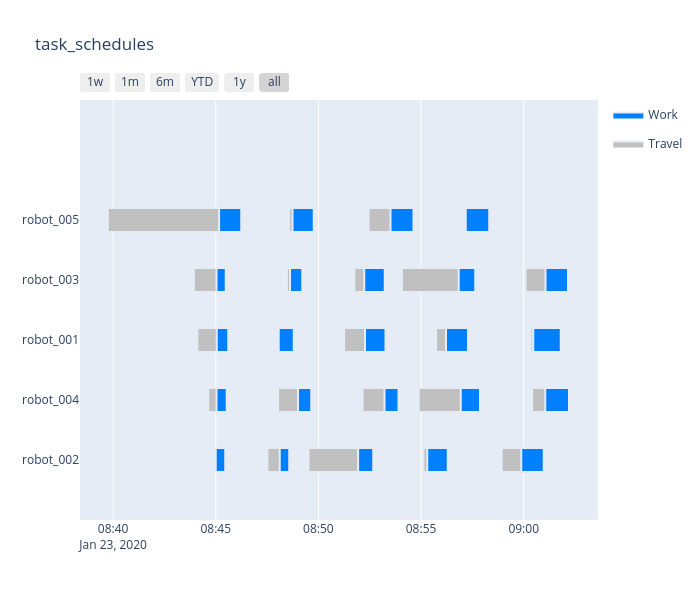 task_schedules
1w 1m 6m YTD 1y all
Work
Travel
robot_005
robot_003
robot_001
robot_004
robot_002
08:40 08:45 08:50 08:55 09:00
Jan 23, 2020